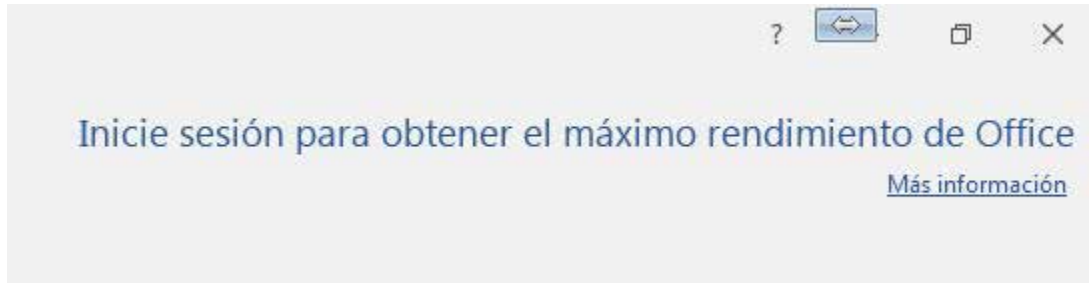 ?
Inicie sesión para obtener el máximo rendimiento de Office
Más información